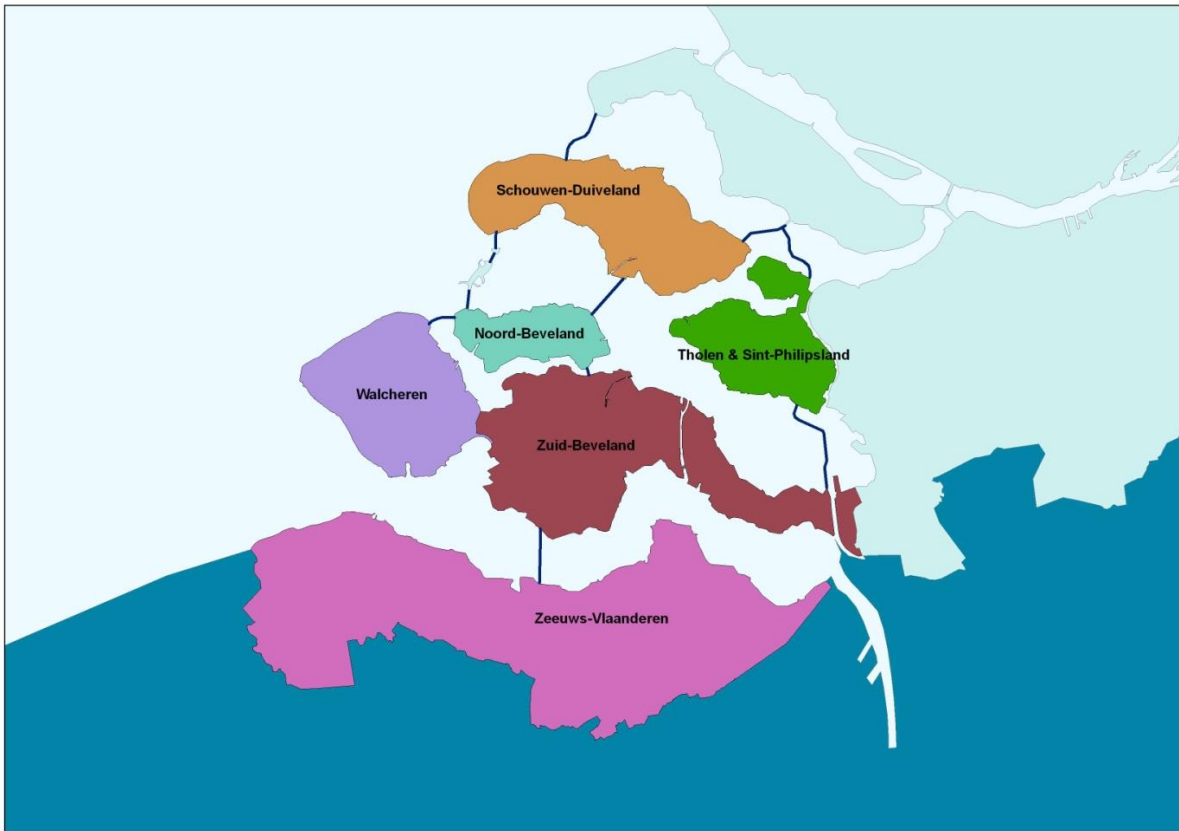 Schouwen-Duiveland
Noord-Beveland
Tholen & Sint-Philipsland
Walcheren
Zuid-Beveland
Zeeuws-Vlaanderen